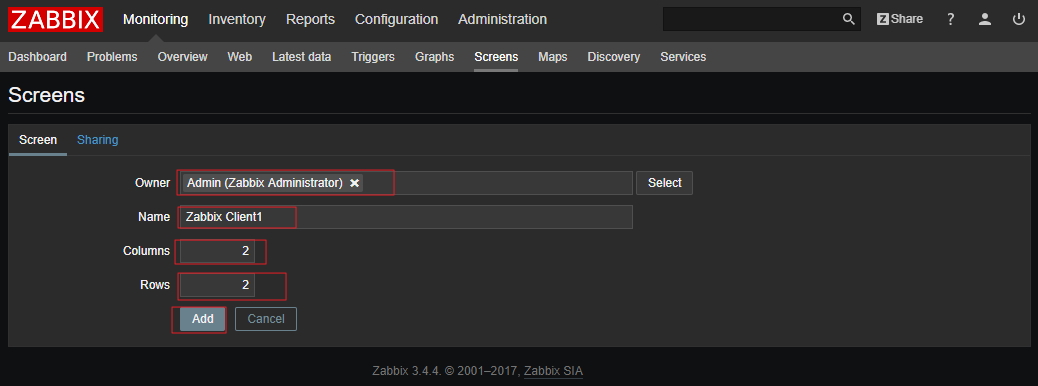 ZABBIX Monitoring Inventory Reports Configuration Administration Z Share ?
Dashboard Problems Overview Web Latest data Triggers Graphs Screens Maps Discovery Services
Screens
Screen Sharing
Owner Admin (Zabbix Administrator) Select
Name Zabbix Client1
Columns 2
Rows 2
Add Cancel
Zabbix 3.4.4. © 2001–2017, Zabbix SIA